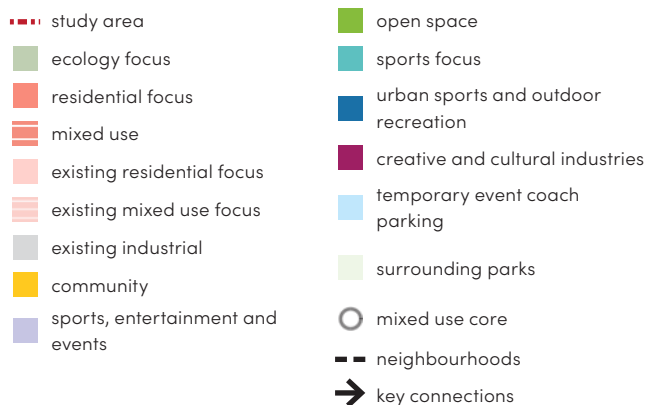 study area
ecology focus
residential focus
mixed use
existing residential focus
existing mixed use focus
existing industrial
community
sports, entertainment and
events
open space
sports focus
urban sports and outdoor
recreation
creative and cultural industries
temporary event coach
parking
surrounding parks
mixed use core
neighbourhoods
key connections